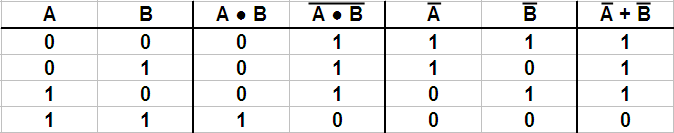 A B A ● B A̅ ̅●̅ ̅B̅ A̅ B̅ A̅ + B̅
0 0 0 1 1 1 1
0 1 0 1 1 0 1
1 0 0 1 0 1 1
1 1 1 0 0 0 0